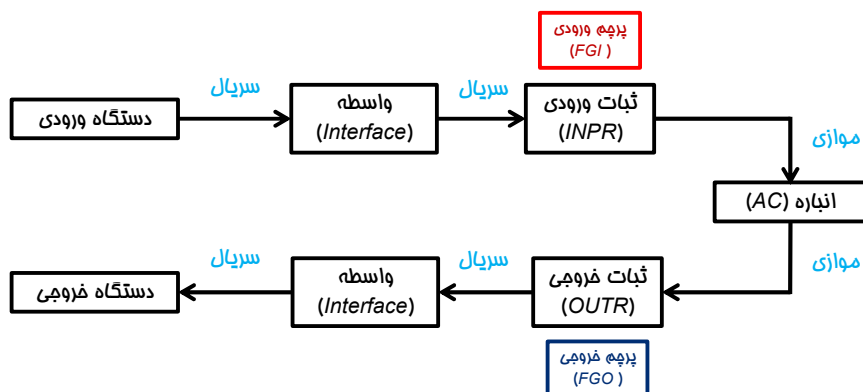 پرچم ورودی
(FGI )
سریال
سریال
دستگاه ورودی
واسطه
(Interface)
ثبات ورودی
(INPR)
موازی
انباره (AC)
موازی
سریال
سریال
دستگاه خروجی
واسطه
(Interface)
ثبات خروجی
(OUTR)
پرچم خروجی
(FGO )